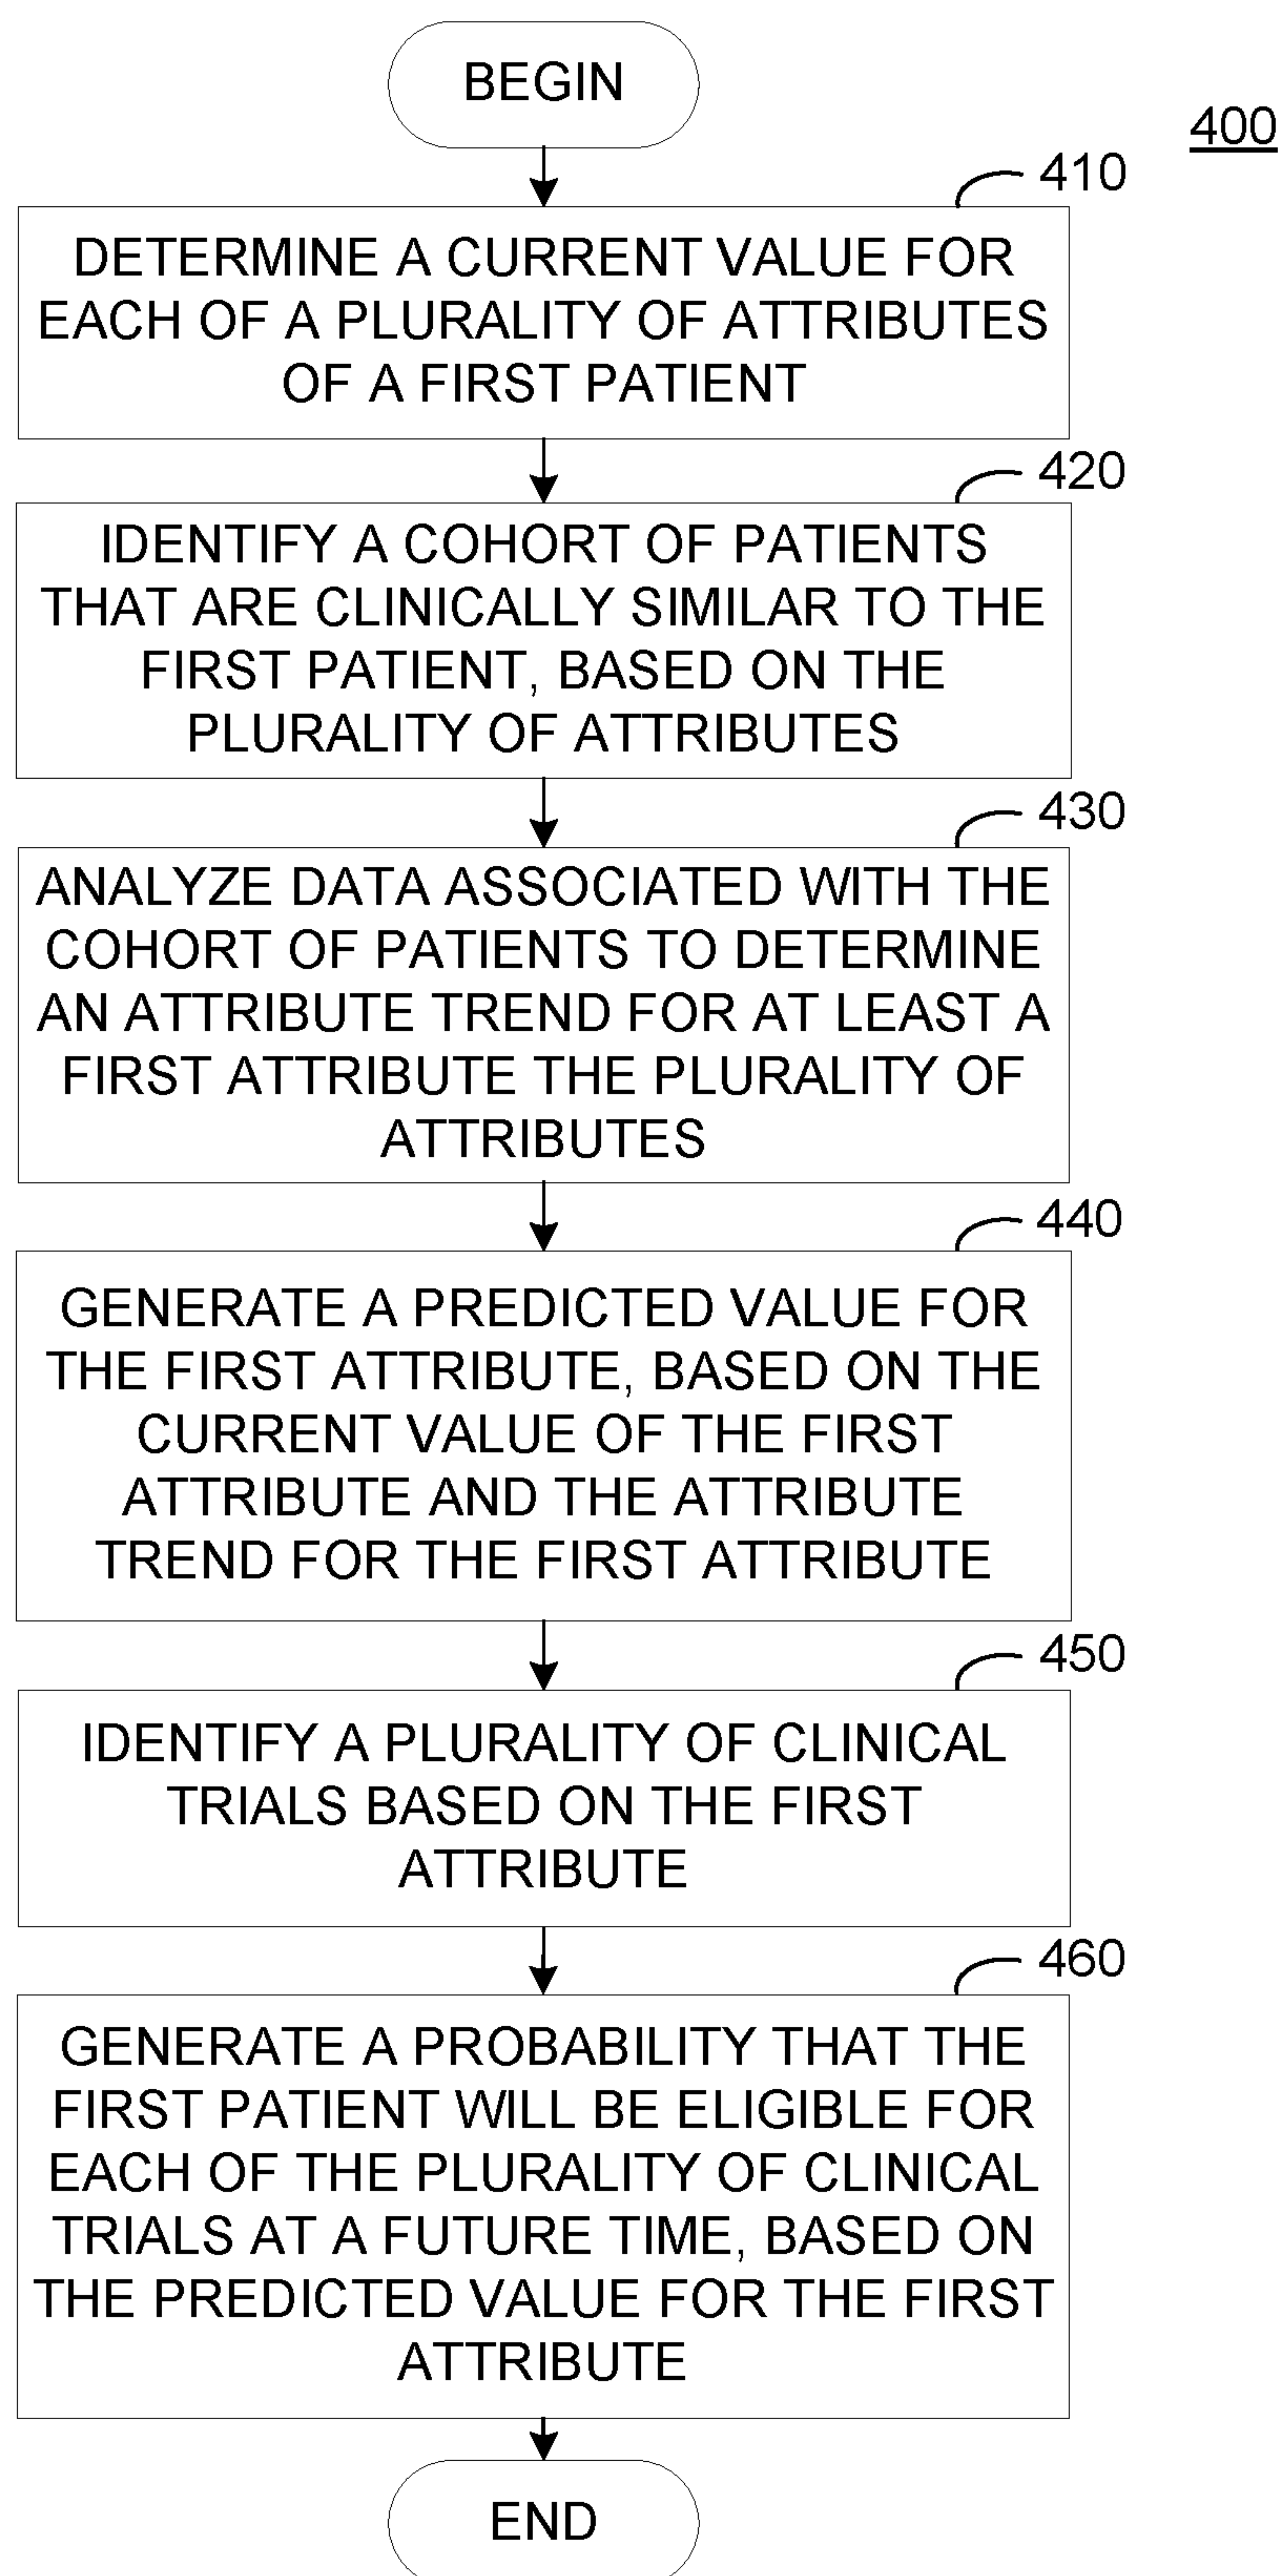 BEGIN
400
410
DETERMINE A CURRENT VALUE FOR
EACH OF A PLURALITY OF ATTRIBUTES
OF A FIRST PATIENT
420
IDENTIFY A COHORT OF PATIENTS
THAT ARE CLINICALLY SIMILAR TO THE
FIRST PATIENT, BASED ON THE
PLURALITY OF ATTRIBUTES
430
ANALYZE DATA ASSOCIATED WITH THE
COHORT OF PATIENTS TO DETERMINE
AN ATTRIBUTE TREND FOR AT LEAST A
FIRST ATTRIBUTE THE PLURALITY OF
ATTRIBUTES
440
GENERATE A PREDICTED VALUE FOR
THE FIRST ATTRIBUTE, BASED ON THE
CURRENT VALUE OF THE FIRST
ATTRIBUTE AND THE ATTRIBUTE
TREND FOR THE FIRST ATTRIBUTE
450
IDENTIFY A PLURALITY OF CLINICAL
TRIALS BASED ON THE FIRST
ATTRIBUTE
460
GENERATE A PROBABILITY THAT THE
FIRST PATIENT WILL BE ELIGIBLE FOR
EACH OF THE PLURALITY OF CLINICAL
TRIALS AT A FUTURE TIME, BASED ON
THE PREDICTED VALUE FOR THE FIRST
ATTRIBUTE
END